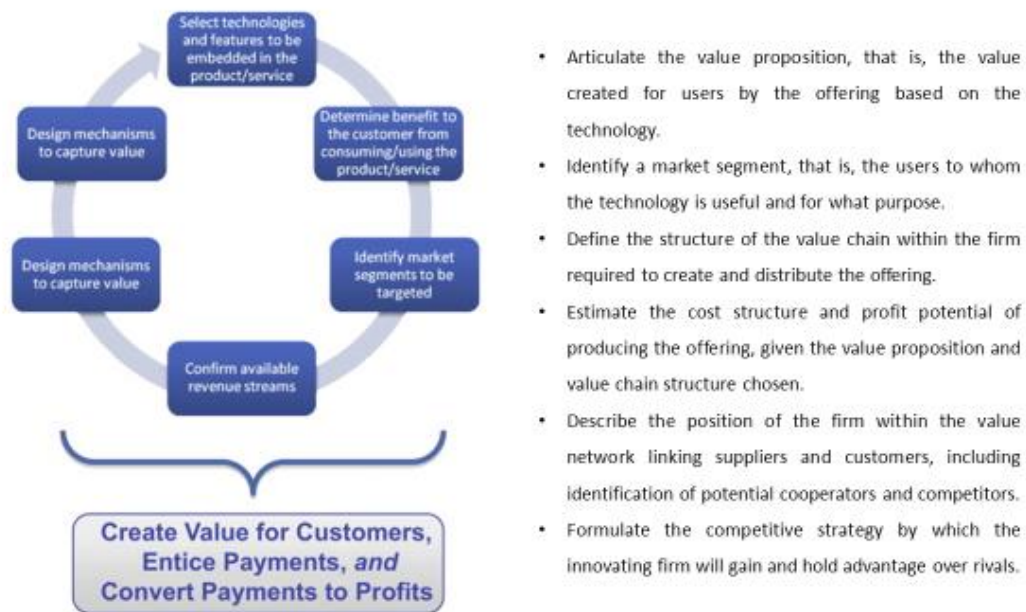 Select technologies
and features to be
embedded in the
product/service
Determine benefit to
the customer from
consuming/using the
product/service
Identify market
segments to be
targeted
Confirm available
revenue streams
Design mechanisms
to capture value
Design mechanisms
to capture value
Create Value for Customers,
Entice Payments, and
Convert Payments to Profits
• Articulate the value proposition, that is, the value
created for users by the offering based on the
technology.
• Identify a market segment, that is, the users to whom
the technology is useful and for what purpose.
• Define the structure of the value chain within the firm
required to create and distribute the offering.
• Estimate the cost structure and profit potential of
producing the offering, given the value proposition and
value chain structure chosen.
• Describe the position of the firm within the value
network linking suppliers and customers, including
identification of potential cooperators and competitors.
• Formulate the competitive strategy by which the
innovating firm will gain and hold advantage over rivals.